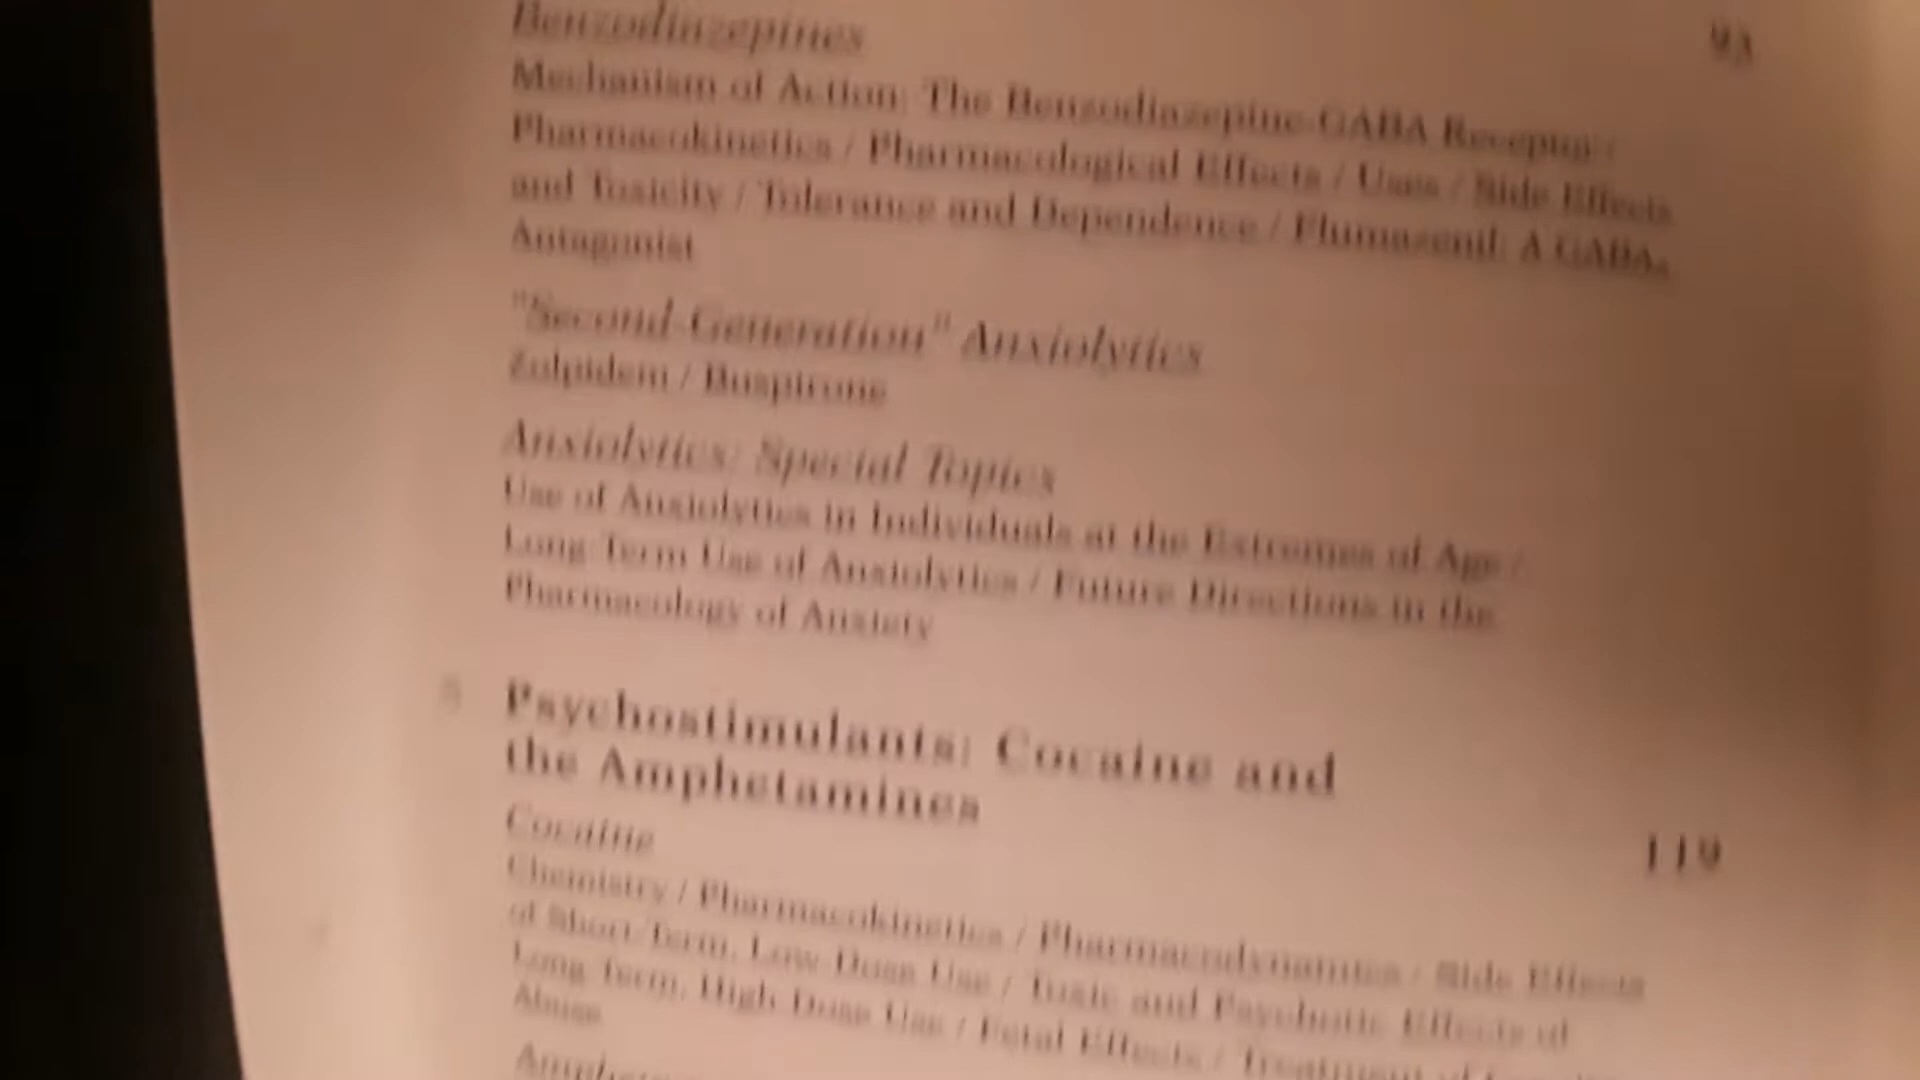 Benzodiazepines 93
Mechanism of Action: The Benzodiazepine-GABA Receptor /
Pharmacokinetics / Pharmacological Effects / Uses / Side Effects
and Toxicity / Tolerance and Dependence / Flumazenil: A GABAA
Antagonist
"Second-Generation" Anxiolytics
Zolpidem / Buspirone
Anxiolytics: Special Topics
Use of Anxiolytics in Individuals at the Extremes of Age /
Long-Term Use of Anxiolytics / Future Directions in the
Pharmacology of Anxiety
5 Psychostimulants: Cocaine and
the Amphetamines 119
Cocaine
Chemistry / Pharmacokinetics / Pharmacodynamics / Side Effects
of Short-Term, Low-Dose Use / Toxic and Psychotic Effects of
Long-Term, High-Dose Use / Fetal Effects / Treatment of
Abuse